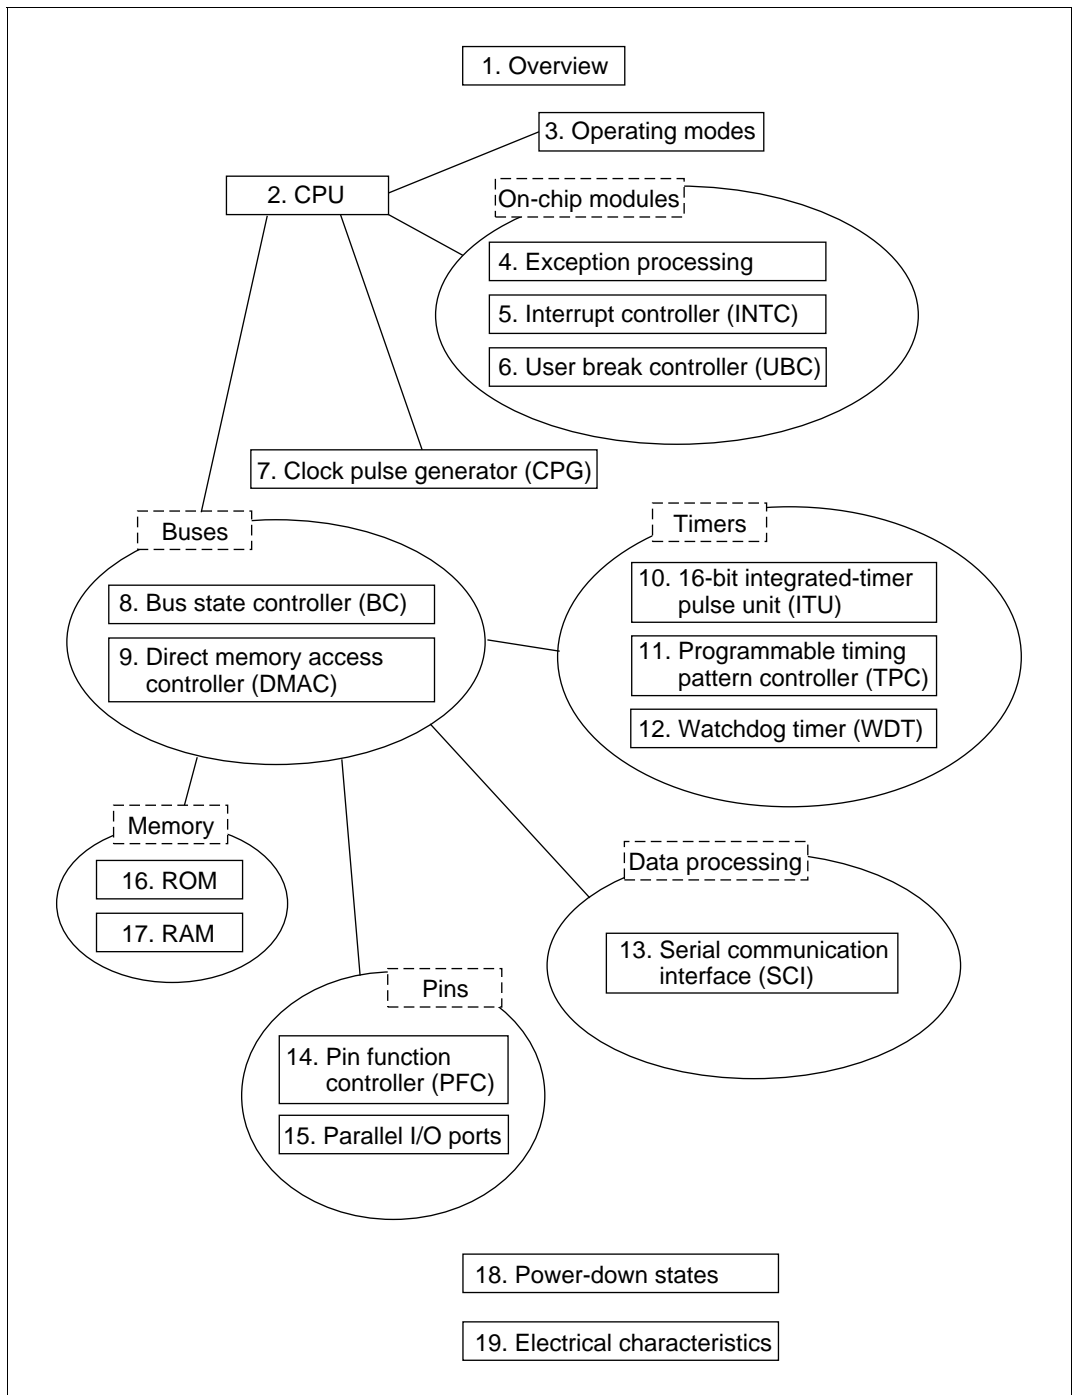 1. Overview
3. Operating modes
2. CPU
On-chip modules
4. Exception processing
5. Interrupt controller (INTC)
6. User break controller (UBC)
7. Clock pulse generator (CPG)
Buses
8. Bus state controller (BC)
9. Direct memory access
controller (DMAC)
Timers
10. 16-bit integrated-timer
pulse unit (ITU)
11. Programmable timing
pattern controller (TPC)
12. Watchdog timer (WDT)
Memory
16. ROM
17. RAM
Data processing
13. Serial communication
interface (SCI)
Pins
14. Pin function
controller (PFC)
15. Parallel I/O ports
18. Power-down states
19. Electrical characteristics